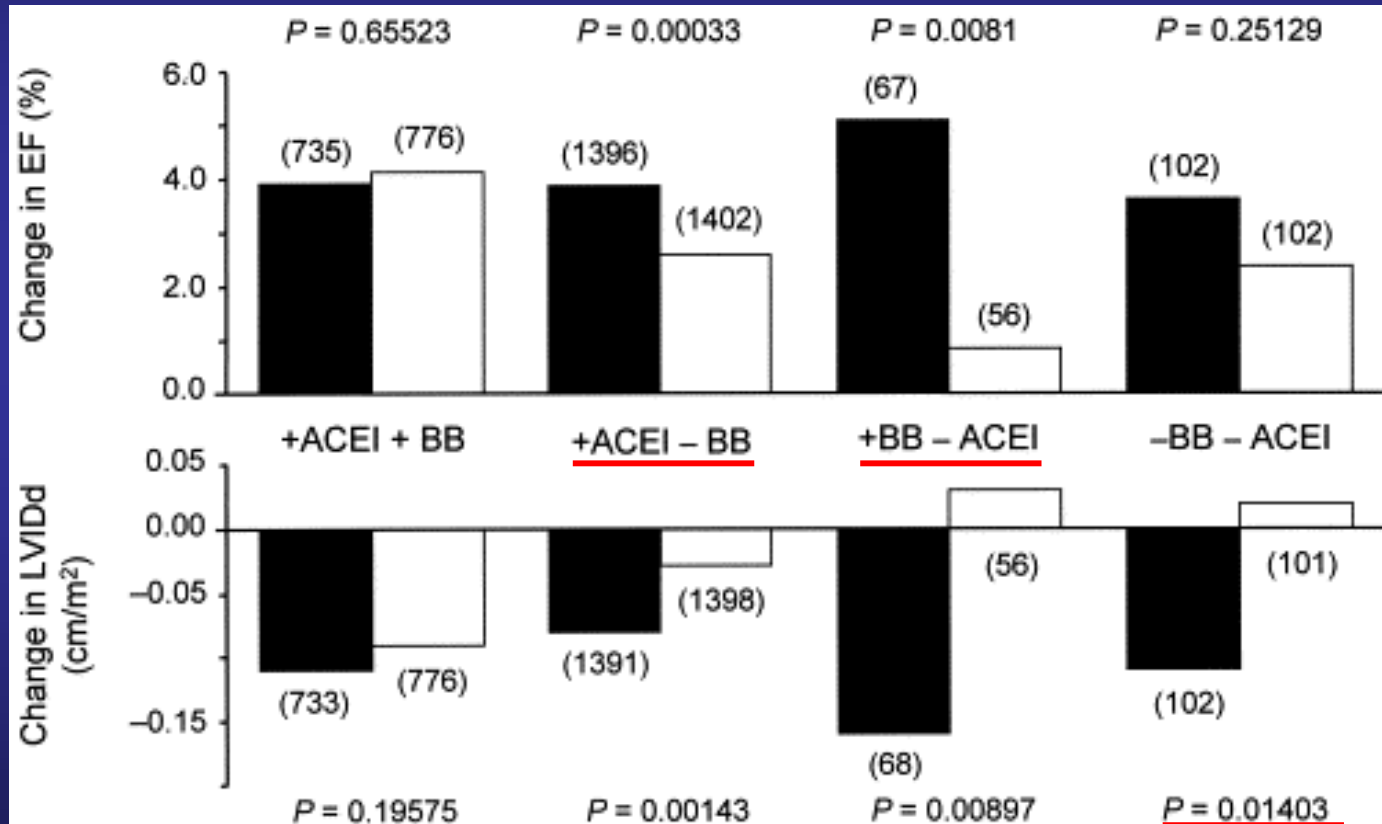 P = 0.65523 P = 0.00033 P = 0.0081 P = 0.25129
Change in EF (%)
6.0
4.0
2.0
0.0
(735) (776) (1396) (1402) (67) (56) (102) (102)
+ACEI + BB +ACEI – BB +BB – ACEI –BB – ACEI
Change in LVIDd
(cm/m²)
0.05
0.00
–0.05
–0.15
(733) (776) (1391) (1398) (68) (56) (102) (101)
P = 0.19575 P = 0.00143 P = 0.00897 P = 0.01403